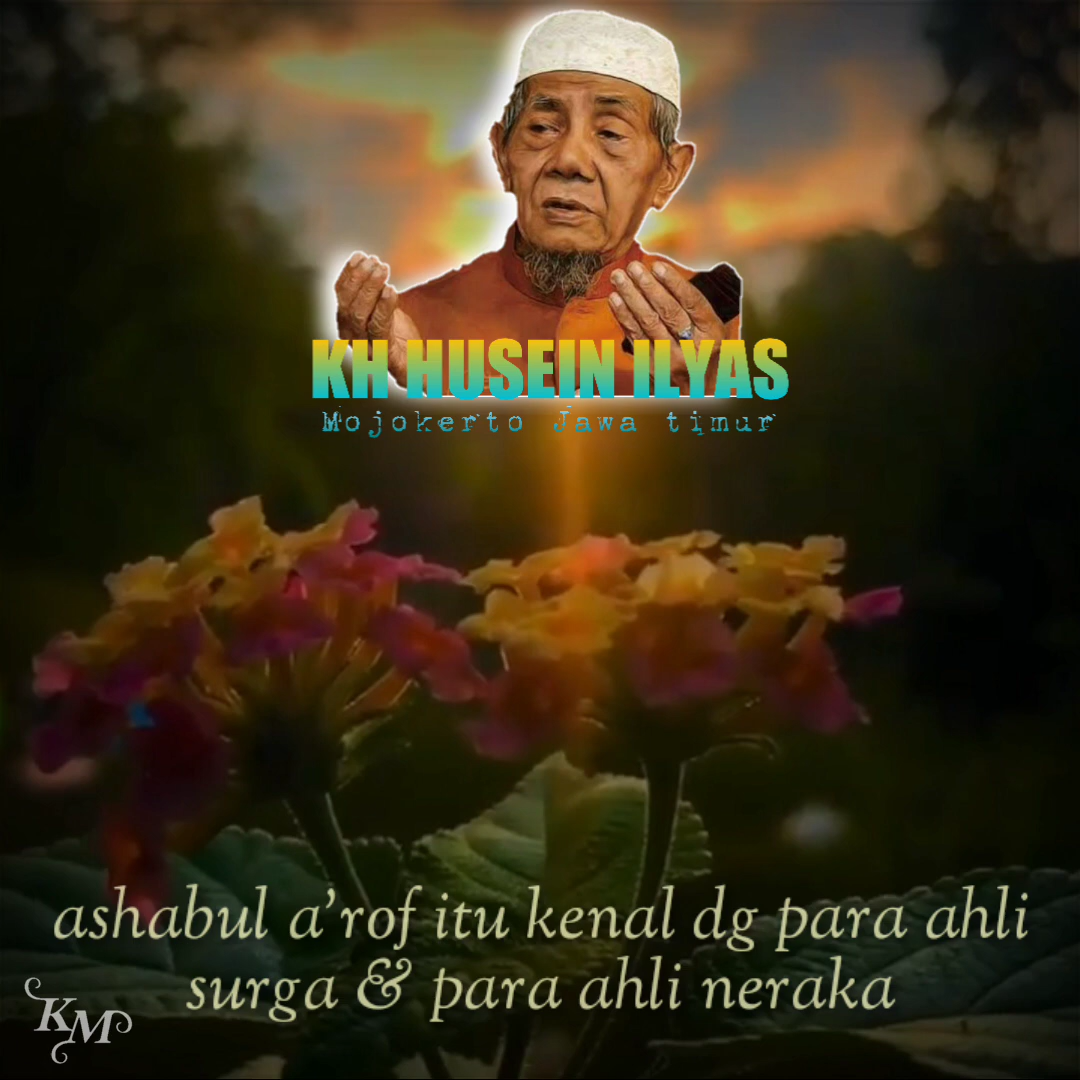 KH HUSEIN ILYAS
Mojokerto Jawa timur
ashabul a’rof itu kenal dg para ahli
surga & para ahli neraka
KM